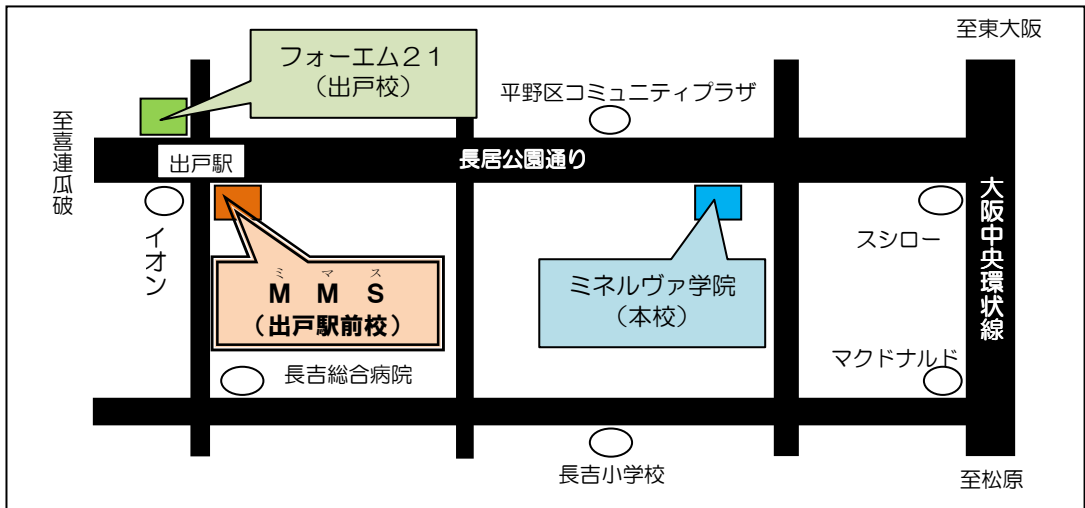 至東大阪
フォーエム２１
（出戸校）
平野区コミュニティプラザ
至喜連瓜破
出戸駅
長居公園通り
イオン
スシロー
大阪中央環状線
ミ マ ス
Ｍ Ｍ Ｓ
（出戸駅前校）
ミネルヴァ学院
（本校）
長吉総合病院
マクドナルド
長吉小学校
至松原